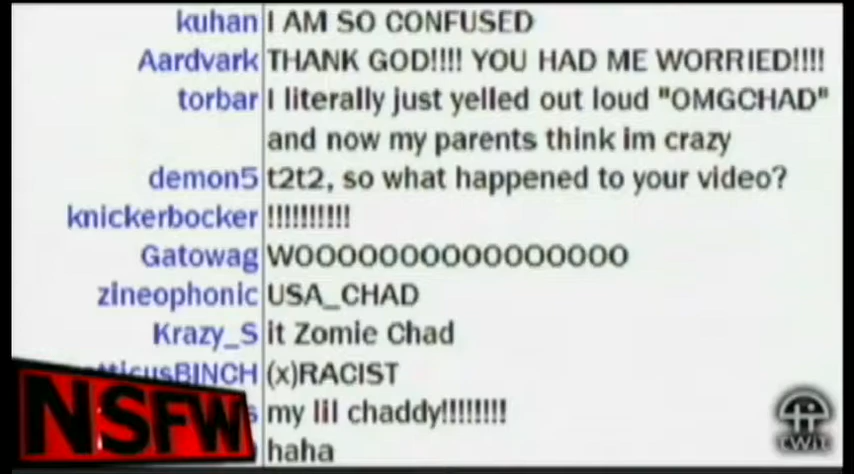 kuhan I AM SO CONFUSED
Aardvark THANK GOD!!!! YOU HAD ME WORRIED!!!!
torbar I literally just yelled out loud "OMGCHAD"
and now my parents think im crazy
demon5 t2t2, so what happened to your video?
knickerbocker !!!!!!!!!!
Gatowag WOOOOOOOOOOOOOOOO
zineophonic USA_CHAD
Krazy_S it Zomie Chad
(x)RACIST
my lil chaddy!!!!!!!!
haha
NSFW
TWiT